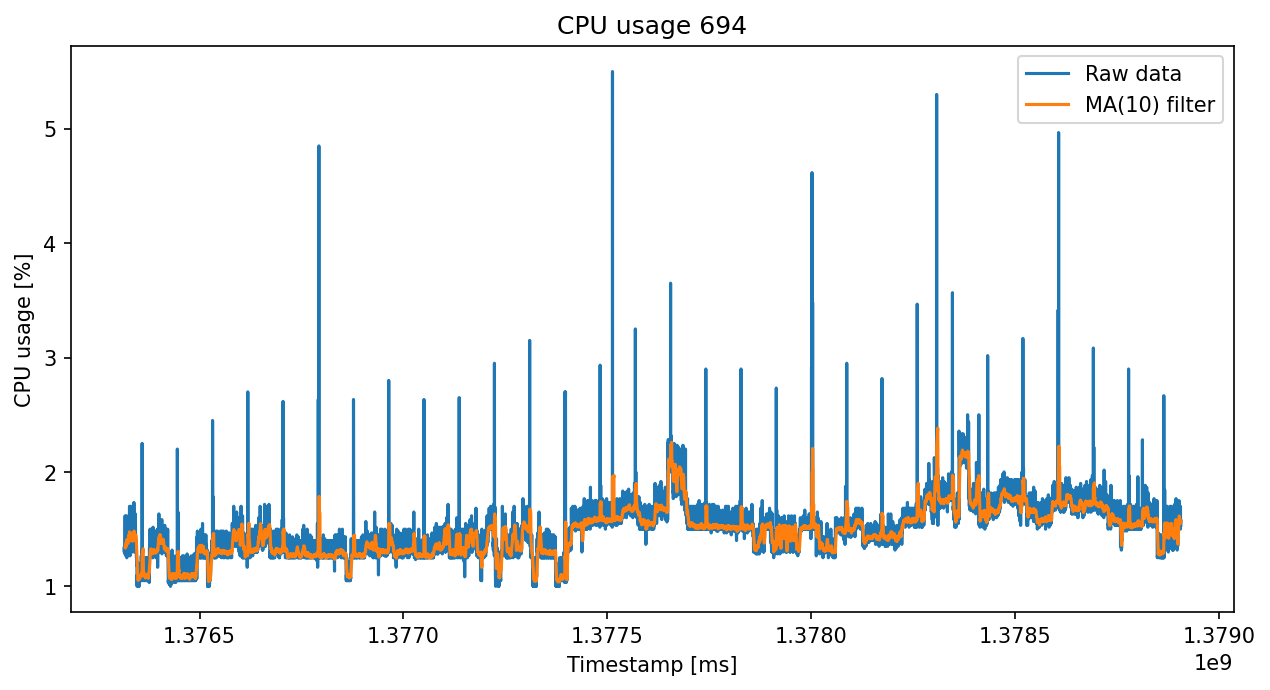 CPU usage 694
Raw data
MA(10) filter
CPU usage [%]
5
4
3
2
1
1.3765 1.3770 1.3775 1.3780 1.3785 1.3790
1e9
Timestamp [ms]